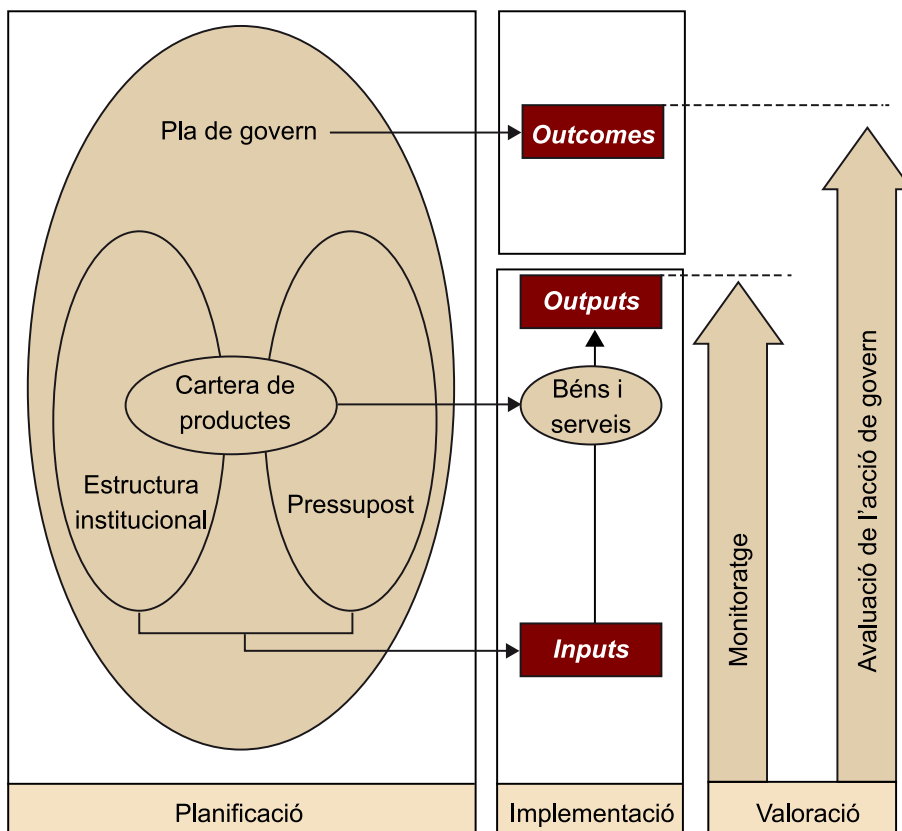 Pla de govern
Outcomes
Outputs
Cartera de
productes
Béns i
serveis
Estructura
institucional
Pressupost
Inputs
Monitoratge
Avaluació de l'acció de govern
Planificació
Implementació
Valoració